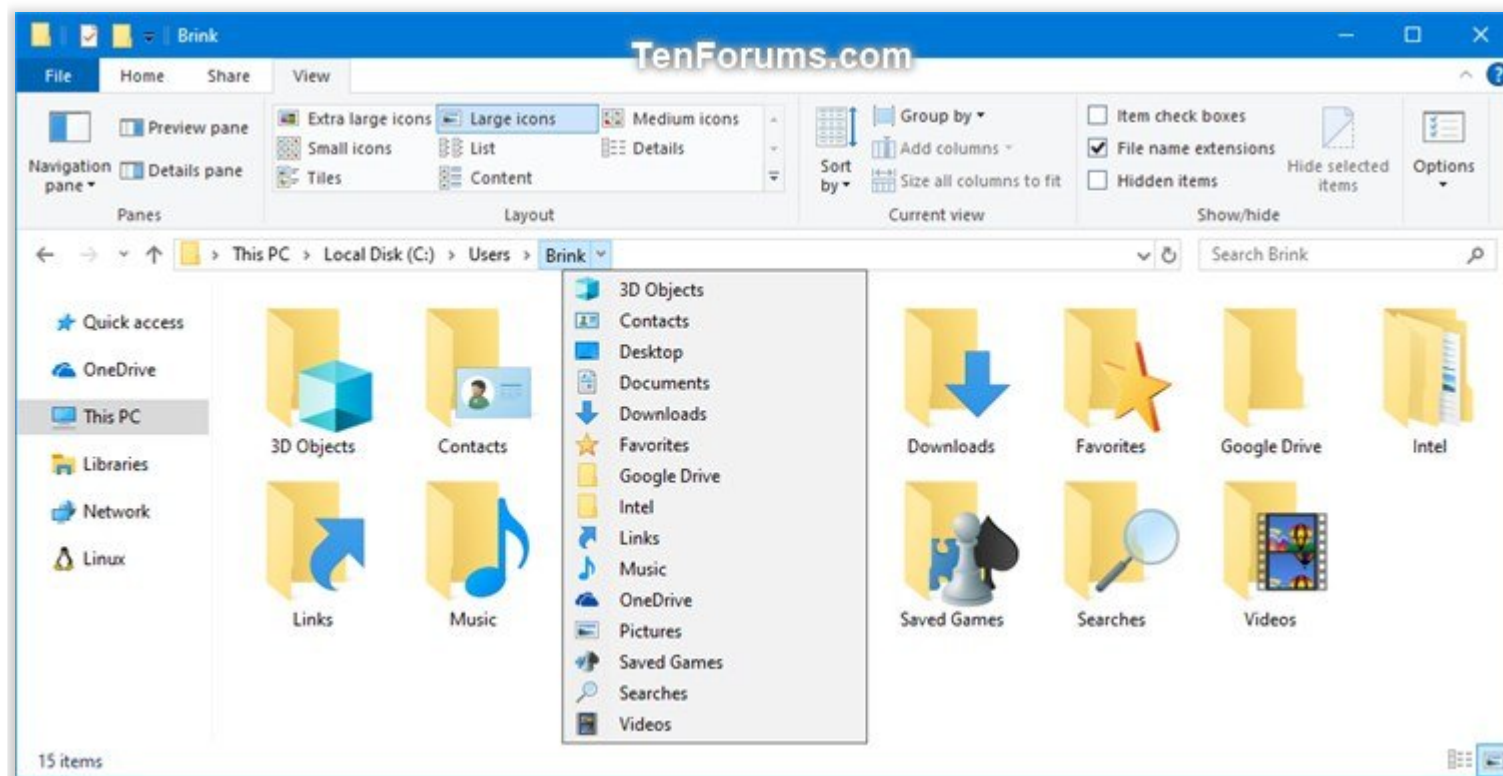 Brink
TenForums.com
File Home Share View
Extra large icons Large icons Medium icons
Preview pane
Small icons List Details
Navigation pane
Details pane
Tiles Content
Sort by
Group by
Add columns
Size all columns to fit
Item check boxes
File name extensions
Hidden items
Hide selected items
Options
Panes Layout Current view Show/hide
This PC > Local Disk (C:) > Users > Brink
Search Brink
Quick access
OneDrive
This PC
Libraries
Network
Linux
3D Objects
Contacts
Desktop
Documents
Downloads
Favorites
Google Drive
Intel
Links
Music
OneDrive
Pictures
Saved Games
Searches
Videos
3D Objects Contacts Downloads Favorites Google Drive Intel
Links Music Saved Games Searches Videos
15 items